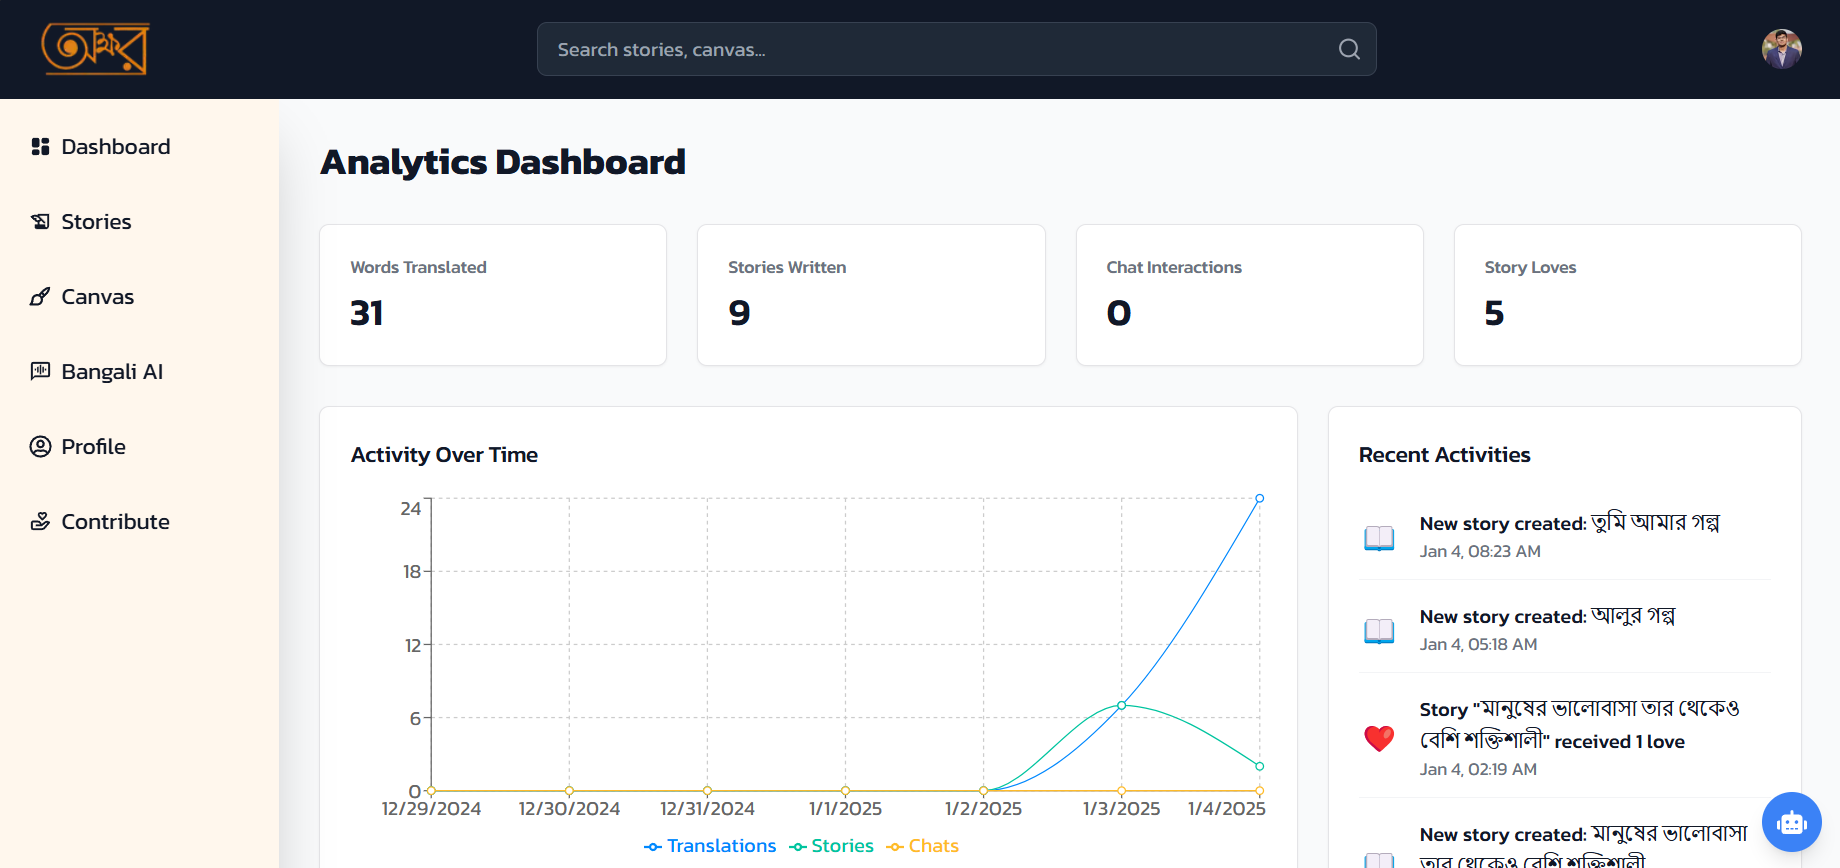 অক্ষর
Search stories, canvas...
Dashboard
Stories
Canvas
Bangali AI
Profile
Contribute
Analytics Dashboard
Words Translated
31
Stories Written
9
Chat Interactions
0
Story Loves
5
Activity Over Time
24
18
12
6
0
12/29/2024 12/30/2024 12/31/2024 1/1/2025 1/2/2025 1/3/2025 1/4/2025
Translations Stories Chats
Recent Activities
New story created: তুমি আমার গল্প
Jan 4, 08:23 AM
New story created: আলুর গল্প
Jan 4, 05:18 AM
Story "মানুষের ভালোবাসা তার থেকেও
বেশি শক্তিশালী" received 1 love
Jan 4, 02:19 AM
New story created: মানুষের ভালোবাসা
তার থেকেও বেশি শক্তিশালী